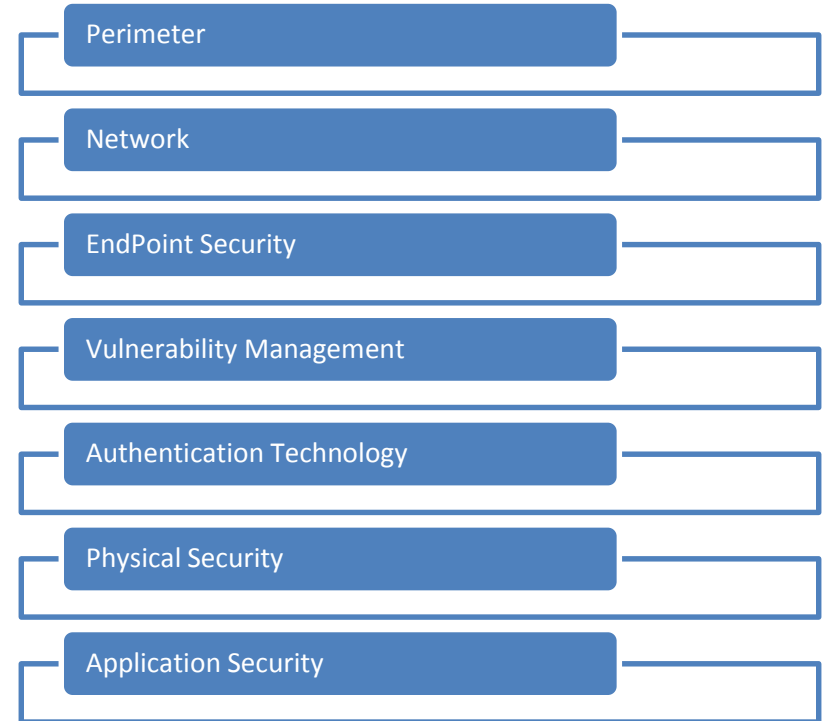 Perimeter
Network
EndPoint Security
Vulnerability Management
Authentication Technology
Physical Security
Application Security